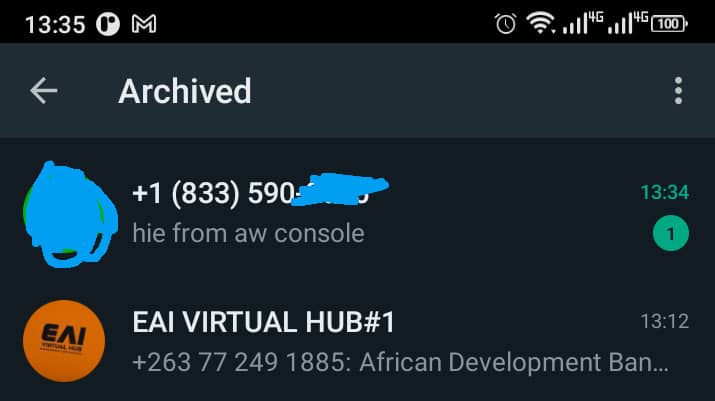 13:35 4G 4G 100
Archived
+1 (833) 590-
13:34
hie from aw console
1
EAI VIRTUAL HUB#1
13:12
EAI
VIRTUAL HUB
+263 77 249 1885: African Development Ban...